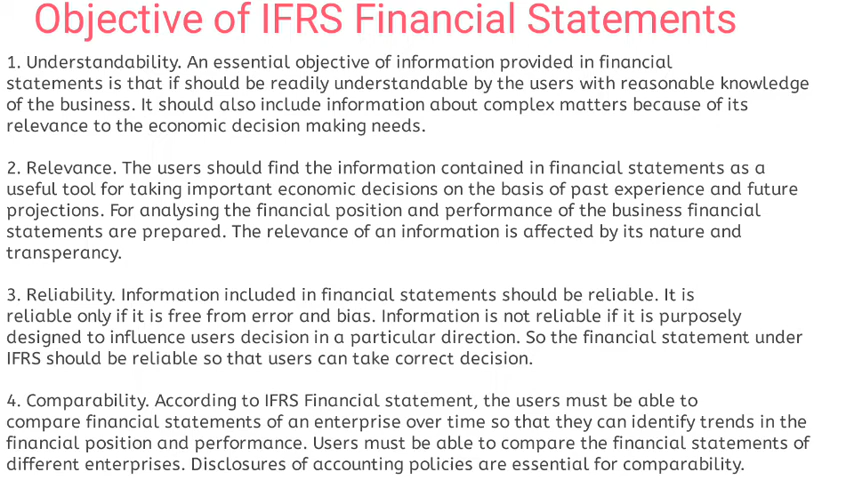 Objective of IFRS Financial Statements
1. Understandability. An essential objective of information provided in financial
statements is that if should be readily understandable by the users with reasonable knowledge
of the business. It should also include information about complex matters because of its
relevance to the economic decision making needs.
2. Relevance. The users should find the information contained in financial statements as a
useful tool for taking important economic decisions on the basis of past experience and future
projections. For analysing the financial position and performance of the business financial
statements are prepared. The relevance of an information is affected by its nature and
transperancy.
3. Reliability. Information included in financial statements should be reliable. It is
reliable only if it is free from error and bias. Information is not reliable if it is purposely
designed to influence users decision in a particular direction. So the financial statement under
IFRS should be reliable so that users can take correct decision.
4. Comparability. According to IFRS Financial statement, the users must be able to
compare financial statements of an enterprise over time so that they can identify trends in the
financial position and performance. Users must be able to compare the financial statements of
different enterprises. Disclosures of accounting policies are essential for comparability.